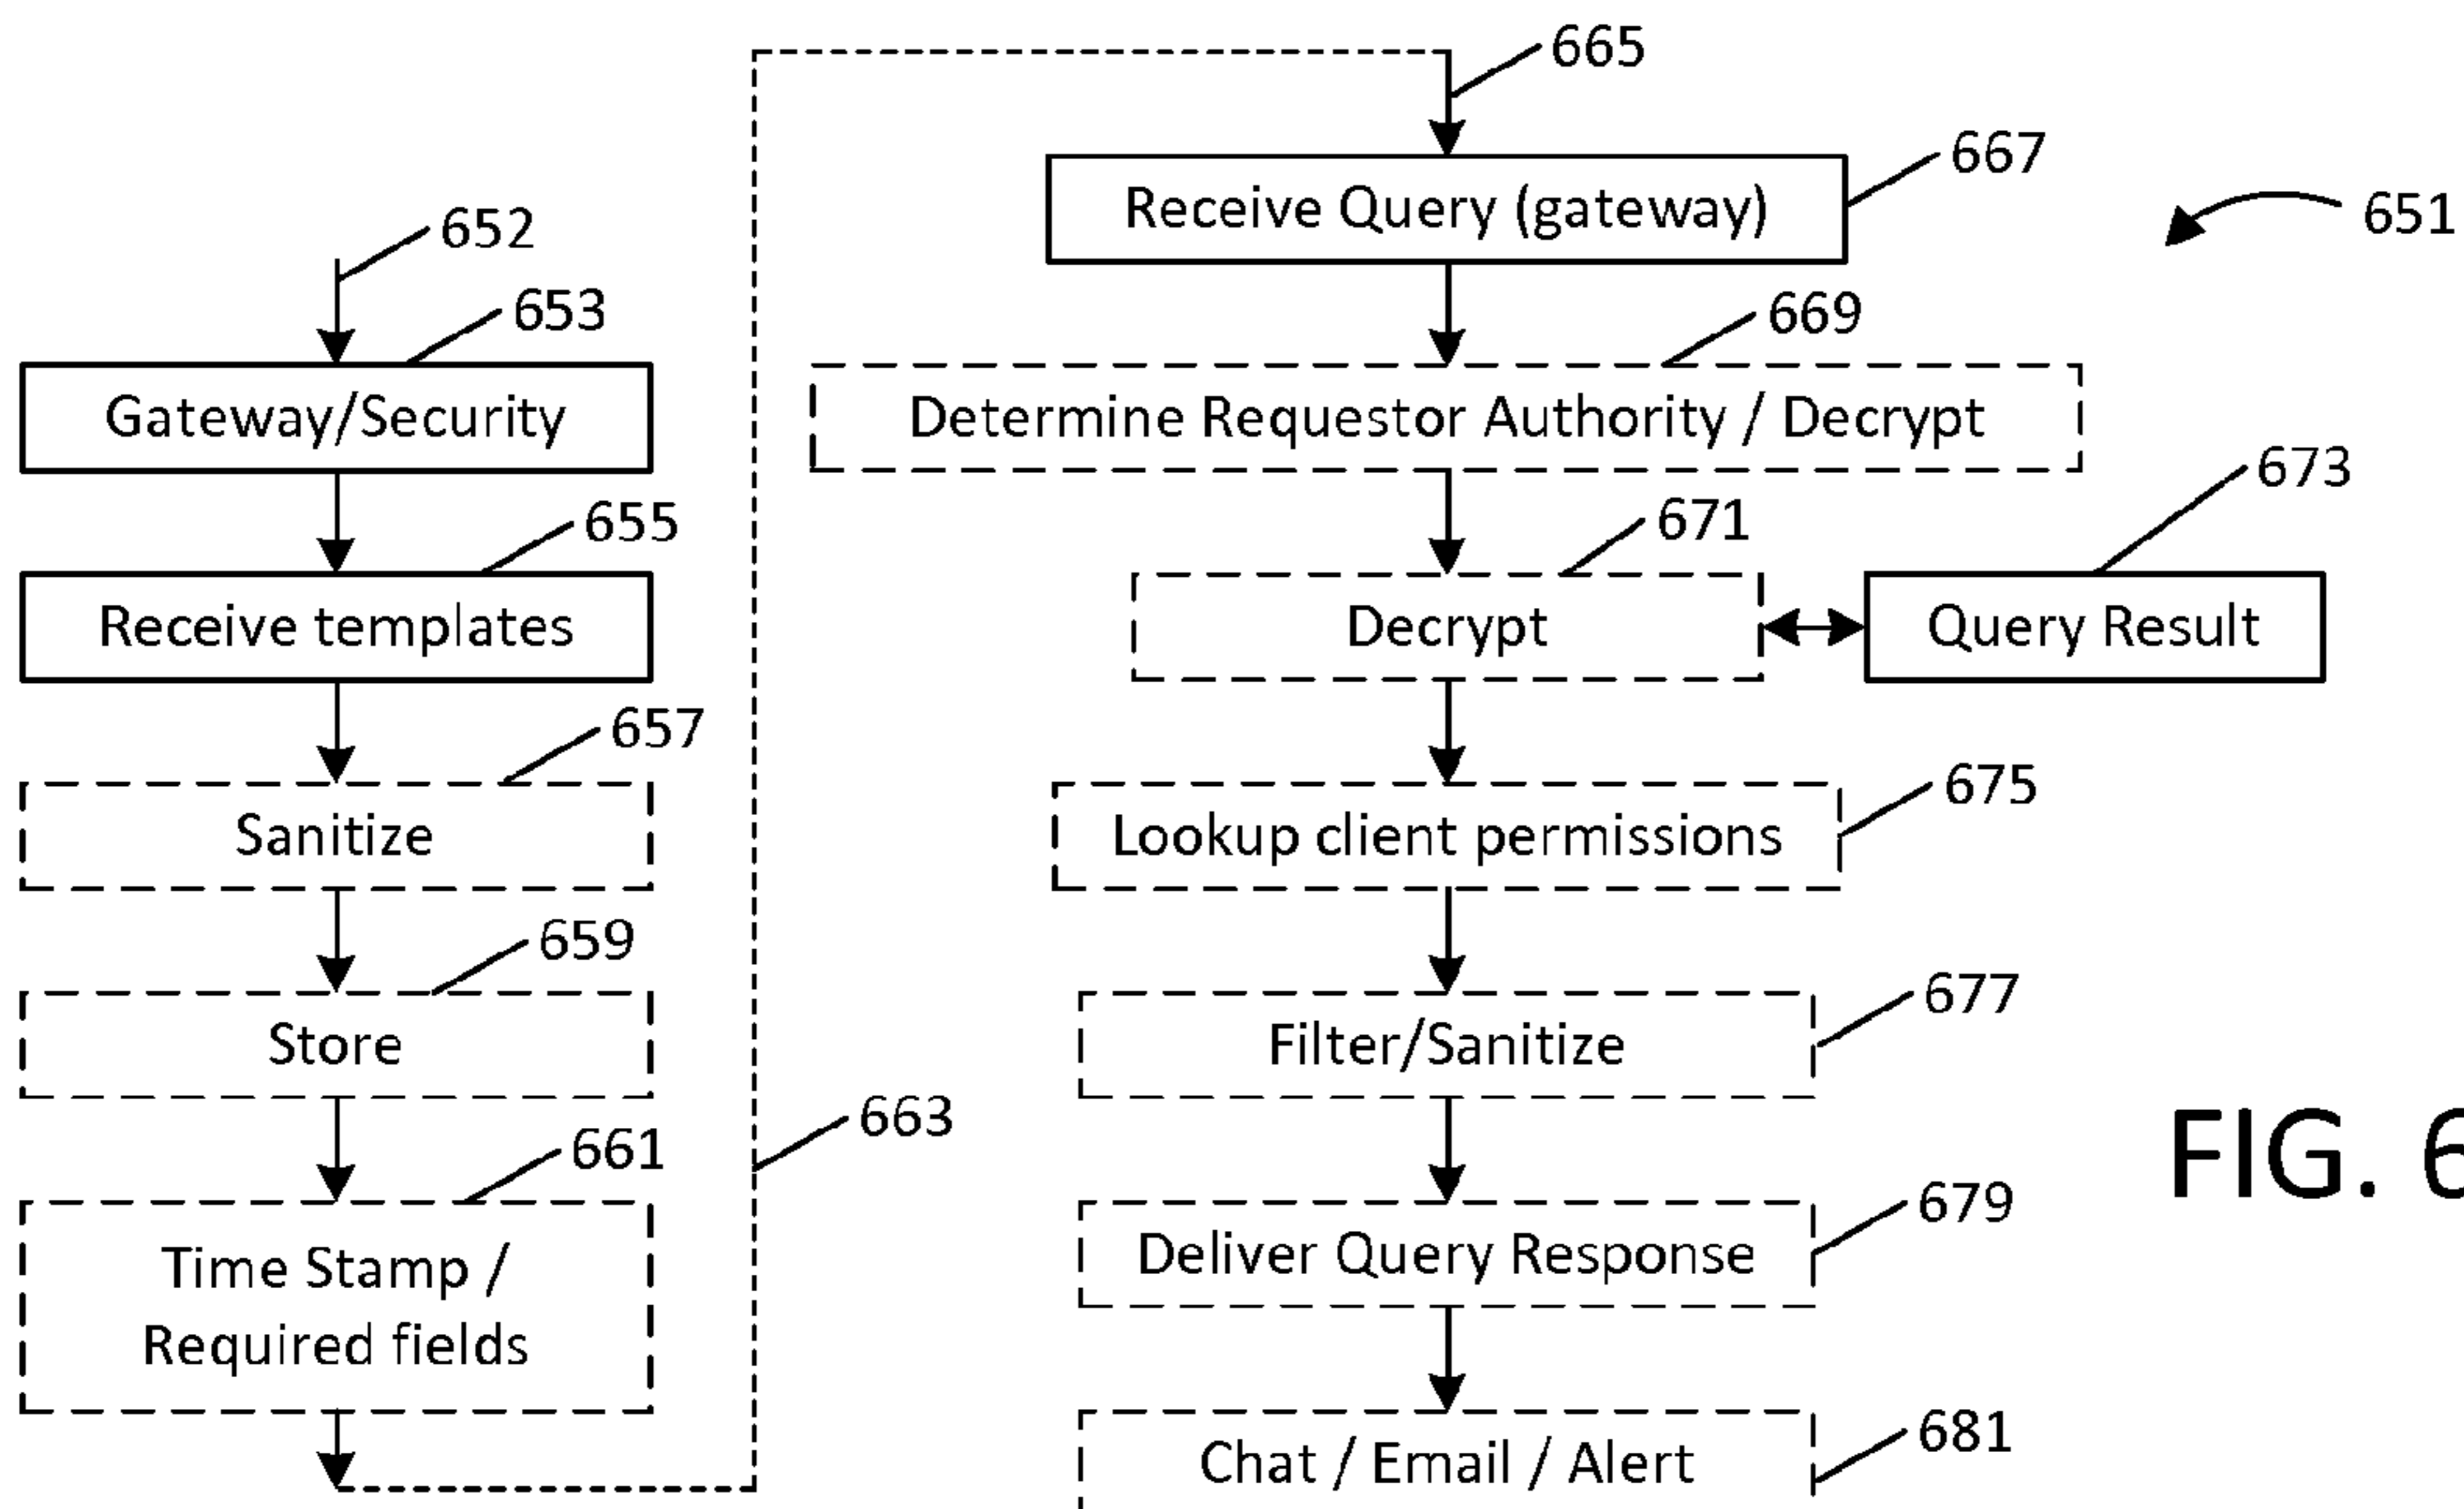 652
653
Gateway/Security
655
Receive templates
657
Sanitize
659
Store
661
Time Stamp /
Required fields
663
665
667
Receive Query (gateway)
651
669
Determine Requestor Authority / Decrypt
671
Decrypt
673
Query Result
675
Lookup client permissions
677
Filter/Sanitize
679
Deliver Query Response
681
Chat / Email / Alert
FIG. 6